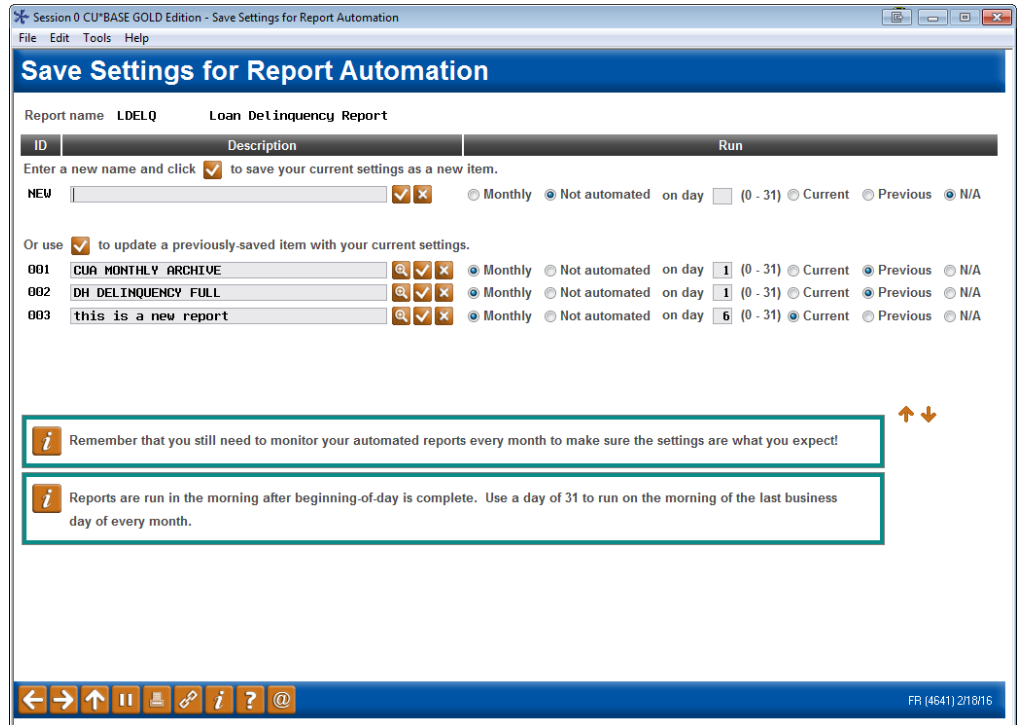 Session 0 CU*BASE GOLD Edition - Save Settings for Report Automation
File Edit Tools Help
Save Settings for Report Automation
Report name LDELQ Loan Delinquency Report
ID Description Run
Enter a new name and click to save your current settings as a new item.
NEW Monthly Not automated on day (0 - 31) Current Previous N/A
Or use to update a previously-saved item with your current settings.
001 CUA MONTHLY ARCHIVE Monthly Not automated on day 1 (0 - 31) Current Previous N/A
002 DH DELINQUENCY FULL Monthly Not automated on day 1 (0 - 31) Current Previous N/A
003 this is a new report Monthly Not automated on day 6 (0 - 31) Current Previous N/A
i Remember that you still need to monitor your automated reports every month to make sure the settings are what you expect!
i Reports are run in the morning after beginning-of-day is complete. Use a day of 31 to run on the morning of the last business
day of every month.
i ? @ FR (4641) 2/18/16